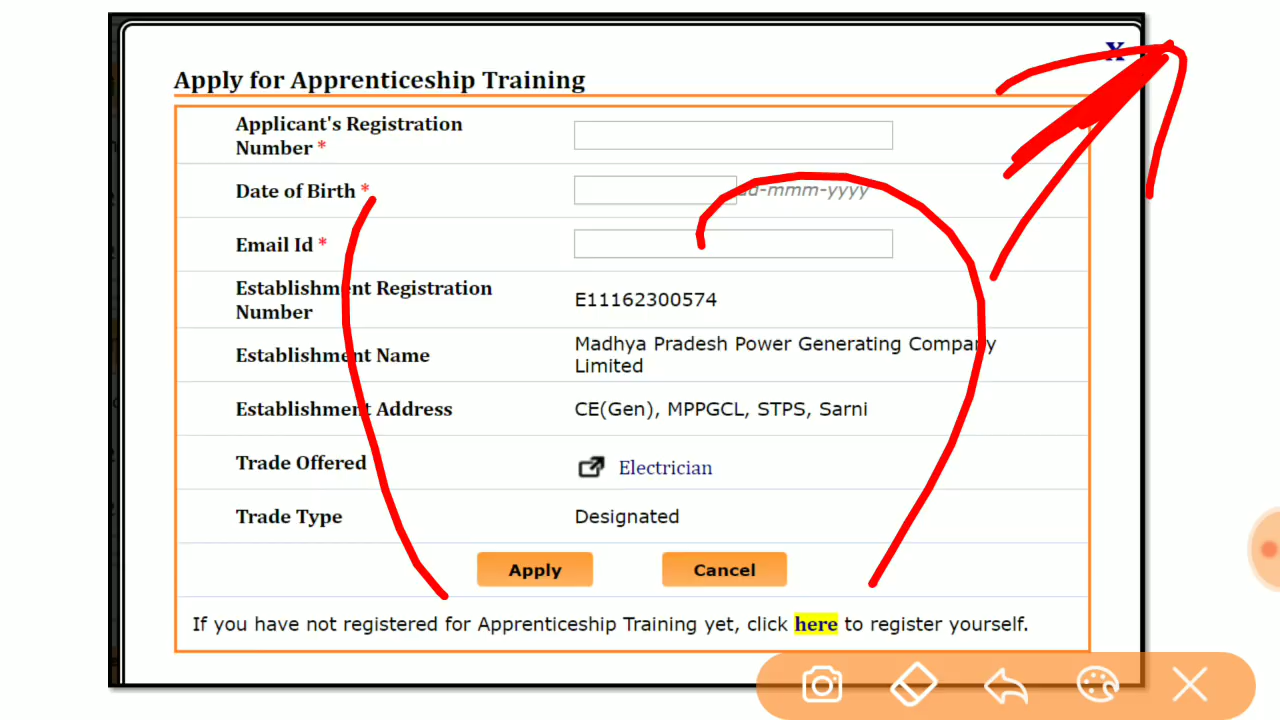 X
Apply for Apprenticeship Training
Applicant's Registration
Number *
Date of Birth *
dd-mmm-yyyy
Email Id *
Establishment Registration
Number
E11162300574
Establishment Name
Madhya Pradesh Power Generating Company
Limited
Establishment Address
CE(Gen), MPPGCL, STPS, Sarni
Trade Offered
Electrician
Trade Type
Designated
Apply
Cancel
If you have not registered for Apprenticeship Training yet, click here to register yourself.